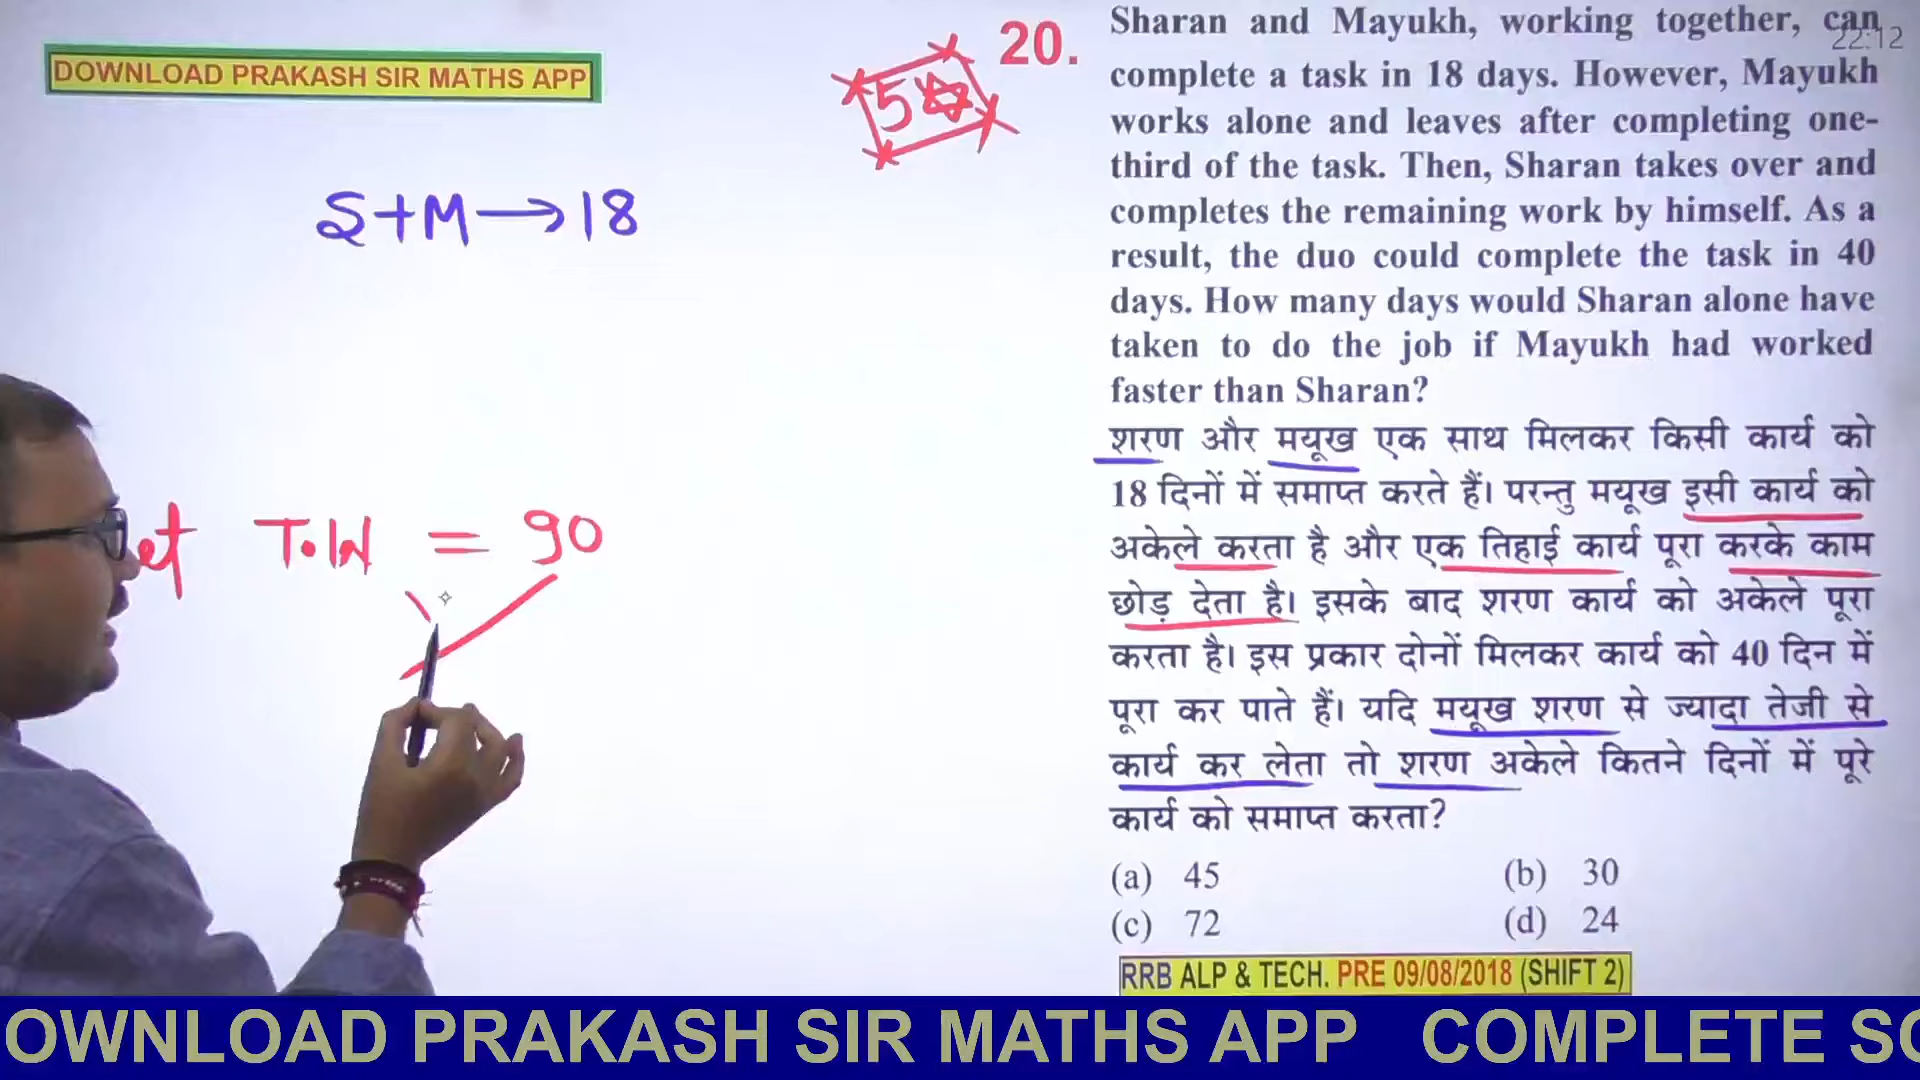 DOWNLOAD PRAKASH SIR MATHS APP
5
20.
22:12
Sharan and Mayukh, working together, can
complete a task in 18 days. However, Mayukh
works alone and leaves after completing one-
third of the task. Then, Sharan takes over and
completes the remaining work by himself. As a
result, the duo could complete the task in 40
days. How many days would Sharan alone have
taken to do the job if Mayukh had worked
faster than Sharan?
शरण और मयूख एक साथ मिलकर किसी कार्य को
18 दिनों में समाप्त करते हैं। परन्तु मयूख इसी कार्य को
अकेले करता है और एक तिहाई कार्य पूरा करके काम
छोड़ देता है। इसके बाद शरण कार्य को अकेले पूरा
करता है। इस प्रकार दोनों मिलकर कार्य को 40 दिन में
पूरा कर पाते हैं। यदि मयूख शरण से ज्यादा तेजी से
कार्य कर लेता तो शरण अकेले कितने दिनों में पूरे
कार्य को समाप्त करता?
(a) 45 (b) 30
(c) 72 (d) 24
RRB ALP & TECH. PRE 09/08/2018 (SHIFT 2)
S+M→18
et T.W = 90
OWNLOAD PRAKASH SIR MATHS APP COMPLETE SO